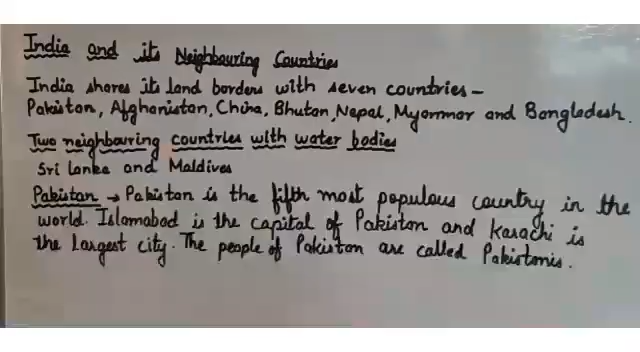 India and its Neighbouring Countries
India shares its land borders with seven countries –
Pakistan, Afghanistan, China, Bhutan, Nepal, Myanmar and Bangladesh.
Two neighbouring countries with water bodies
Sri Lanka and Maldives
Pakistan → Pakistan is the fifth most populous country in the
world. Islamabad is the capital of Pakistan and Karachi is
the largest city. The people of Pakistan are called Pakistanis.